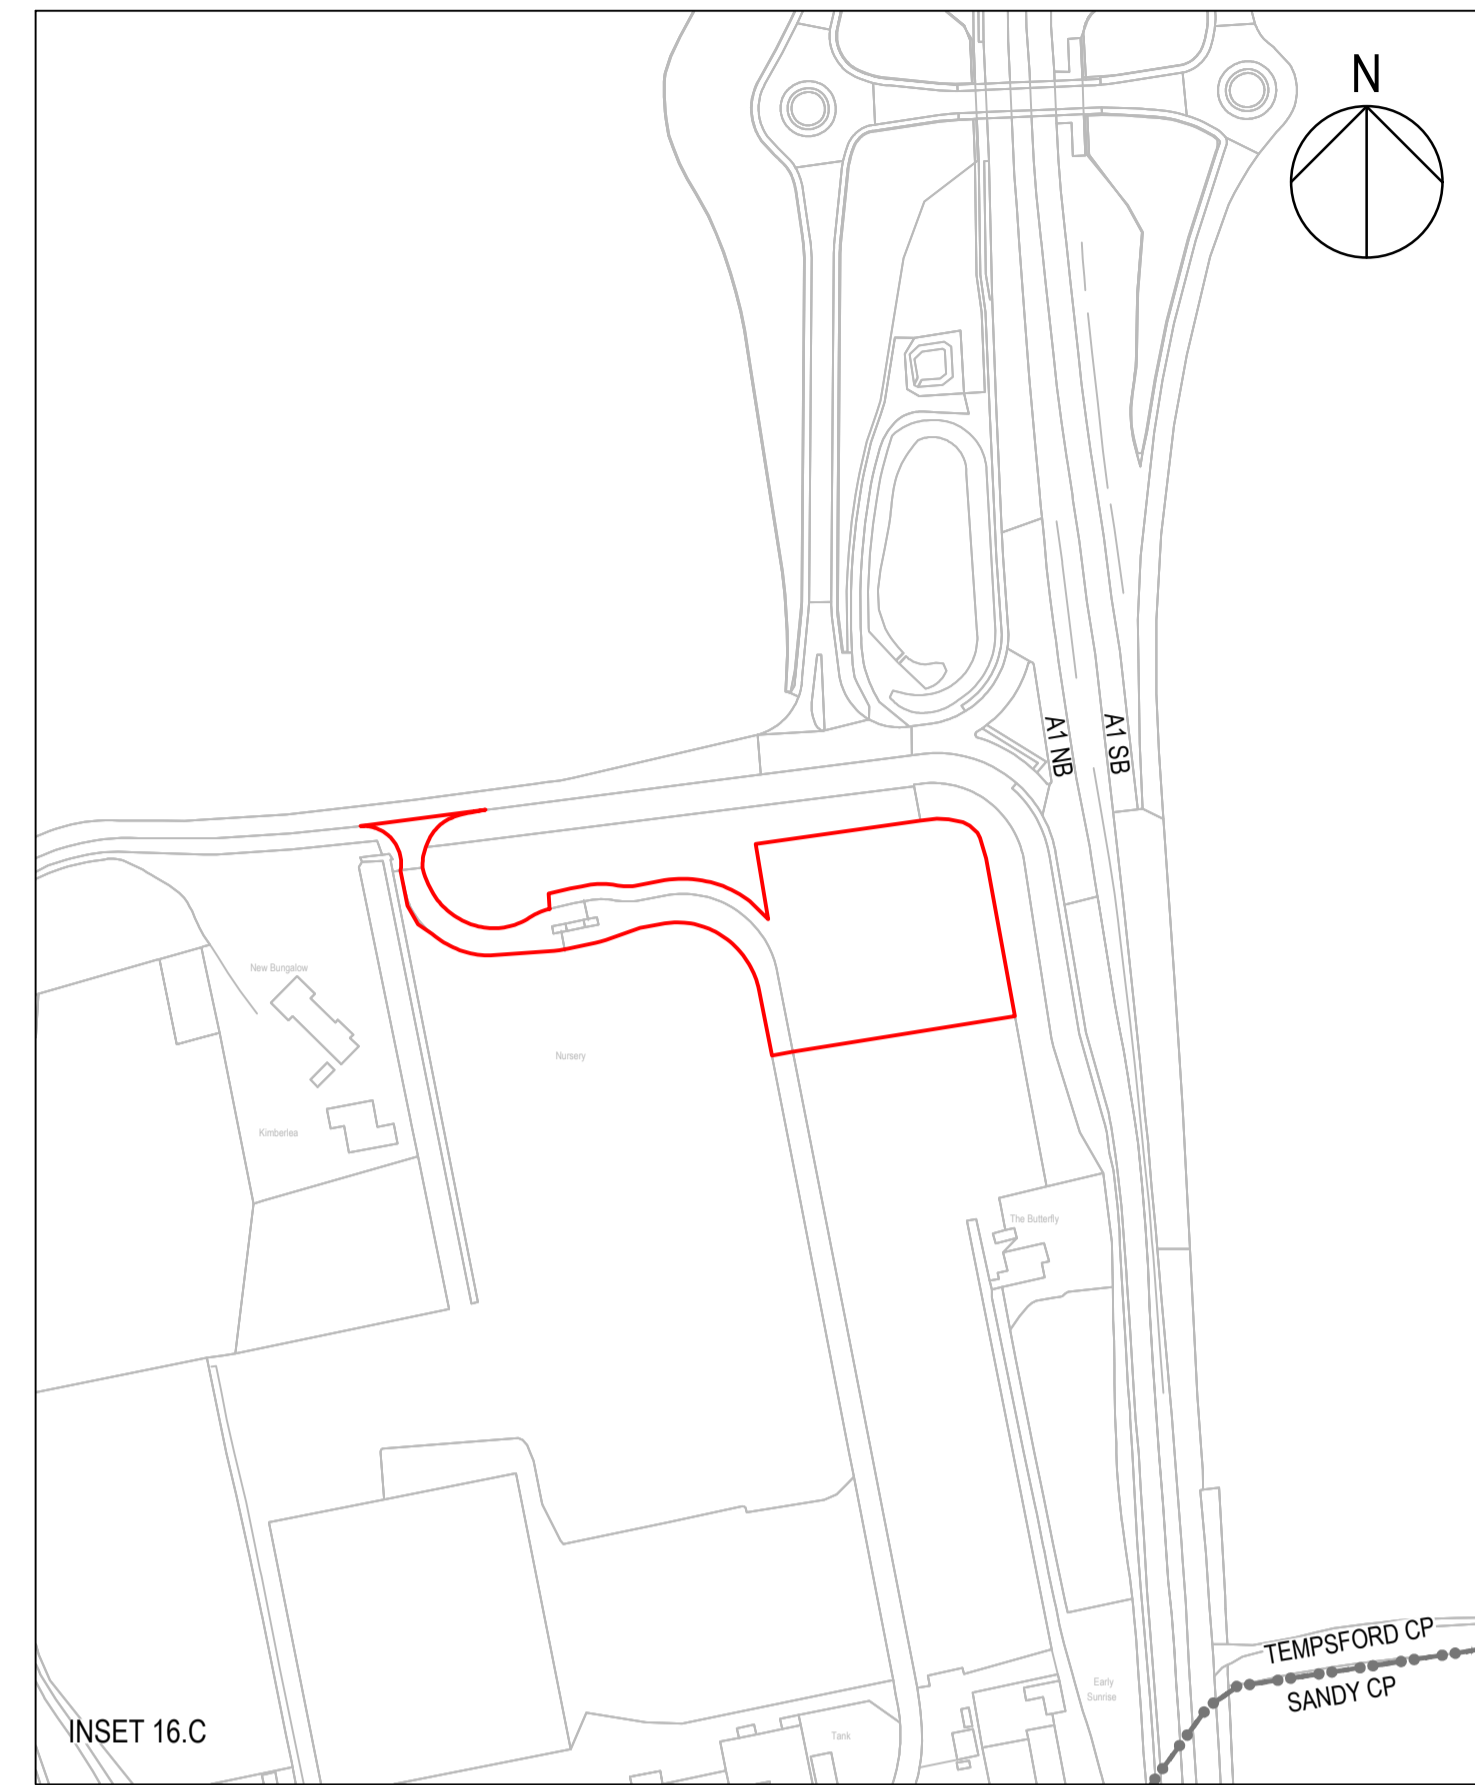 N
A1 NB
A1 SB
New Bungalow
Nursery
Kimberlea
The Butterfly
TEMPSFORD CP
SANDY CP
Early
Sunrise
Tank
INSET 16.C